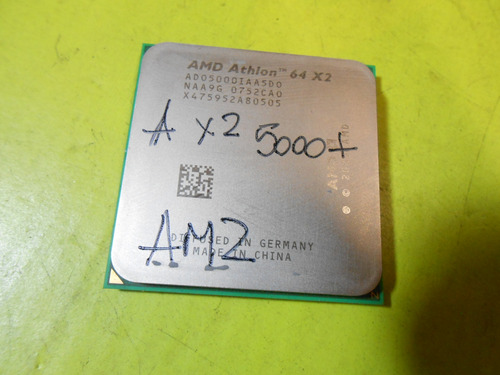 AMD Athlon™ 64 X2
ADO5000IAA5DO
NAA9G 0752CAO
X475952A80505
A X2 5000+
AM2
DIFFUSED IN GERMANY
MADE IN CHINA